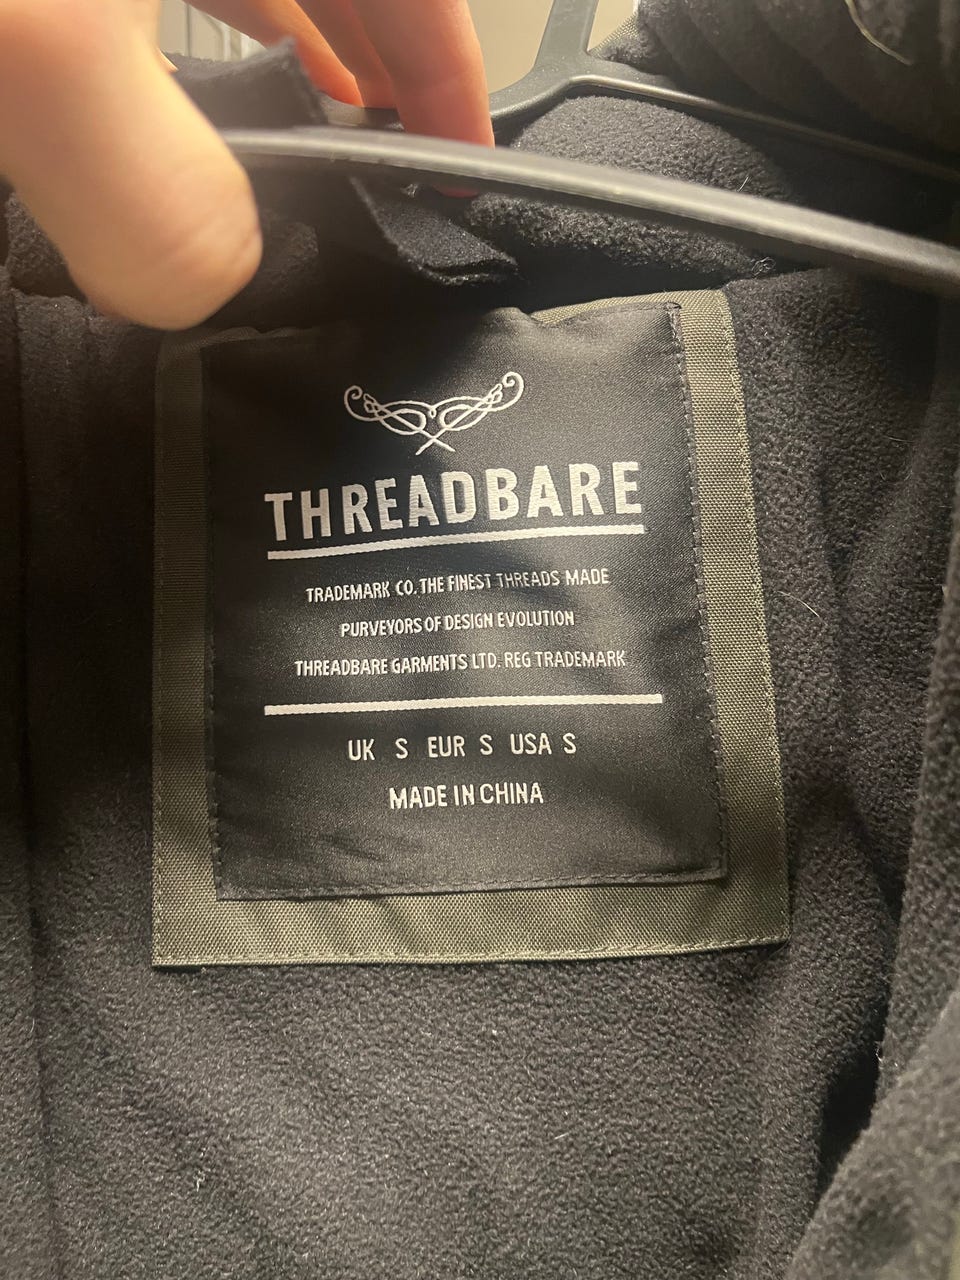 THREADBARE
TRADEMARK CO. THE FINEST THREADS MADE
PURVEYORS OF DESIGN EVOLUTION
THREADBARE GARMENTS LTD. REG TRADEMARK
UK S EUR S USA S
MADE IN CHINA